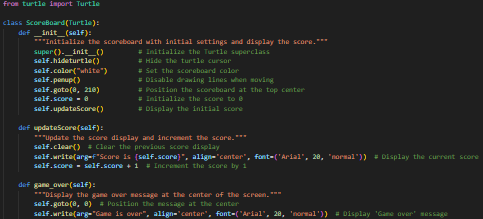 from turtle import Turtle
class ScoreBoard(Turtle):
def __init__(self):
"""Initialize the scoreboard with initial settings and display the score."""
super().__init__() # Initialize the Turtle superclass
self.hideturtle() # Hide the turtle cursor
self.color("white") # Set the scoreboard color
self.penup() # Disable drawing lines when moving
self.goto(0, 210) # Position the scoreboard at the top center
self.score = 0 # Initialize the score to 0
self.updateScore() # Display the initial score
def updateScore(self):
"""Update the score display and increment the score."""
self.clear() # Clear the previous score display
self.write(arg=f"Score is {self.score}", align='center', font=('Arial', 20, 'normal')) # Display the current score
self.score = self.score + 1 # Increment the score by 1
def game_over(self):
"""Display the game over message at the center of the screen."""
self.goto(0, 0) # Position the message at the center
self.write(arg="Game is over", align='center', font=('Arial', 20, 'normal')) # Display 'Game over' message